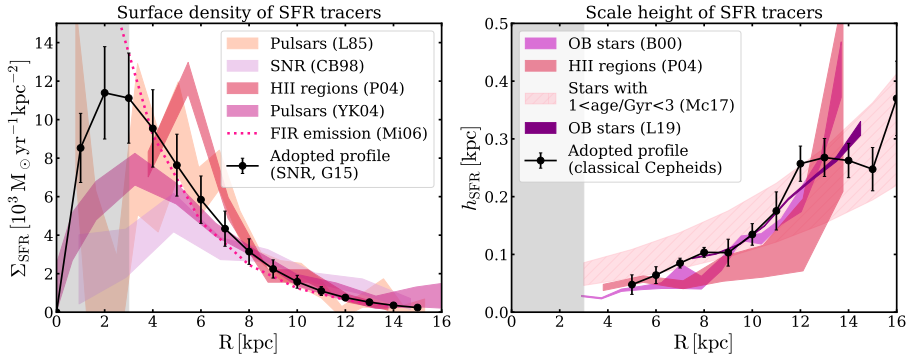 Surface density of SFR tracers
Σ_SFR [10³ M⊙ yr⁻¹kpc⁻²]
14
12
10
8
6
4
2
0
Pulsars (L85)
SNR (CB98)
HII regions (P04)
Pulsars (YK04)
FIR emission (Mi06)
Adopted profile
(SNR, G15)
0 2 4 6 8 10 12 14 16
R [kpc]
Scale height of SFR tracers
h_SFR [kpc]
0.5
0.4
0.3
0.2
0.1
0.0
OB stars (B00)
HII regions (P04)
Stars with
1<age/Gyr<3 (Mc17)
OB stars (L19)
Adopted profile
(classical Cepheids)
0 2 4 6 8 10 12 14 16
R [kpc]